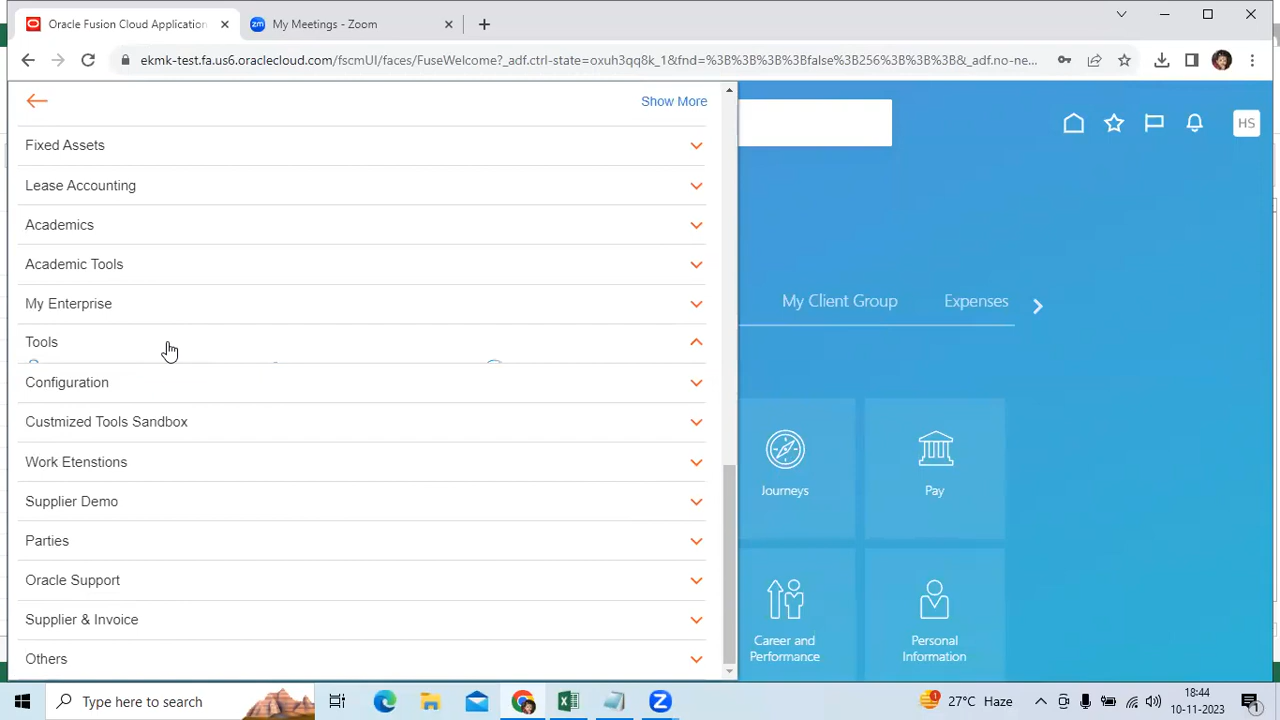 Oracle Fusion Cloud Application
My Meetings - Zoom
ekmk-test.fa.us6.oraclecloud.com/fscmUI/faces/FuseWelcome?_adf.ctrl-state=oxuh3qq8k_1&fnd=%3B%3B%3B%3Bfalse%3B256%3B%3B%3B&_adf.no-ne...
Show More
HS
Fixed Assets
Lease Accounting
Academics
Academic Tools
My Enterprise
Tools
Configuration
Custmized Tools Sandbox
Work Etenstions
Supplier Demo
Parties
Oracle Support
Supplier & Invoice
Others
My Client Group
Expenses
Journeys
Pay
Career and
Performance
Personal
Information
Type here to search
1
27°C Haze
18:44
10-11-2023
1